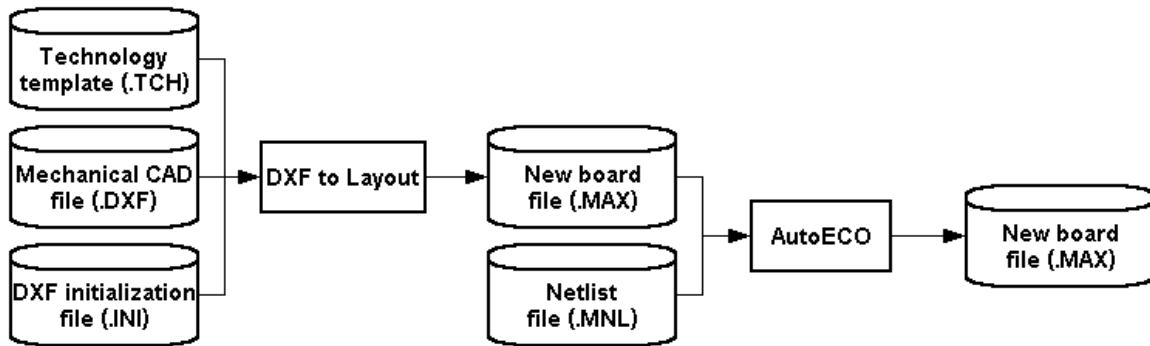 Technology
template (.TCH)
Mechanical CAD
file (.DXF)
DXF initialization
file (.INI)
DXF to Layout
New board
file (.MAX)
Netlist
file (.MNL)
AutoECO
New board
file (.MAX)